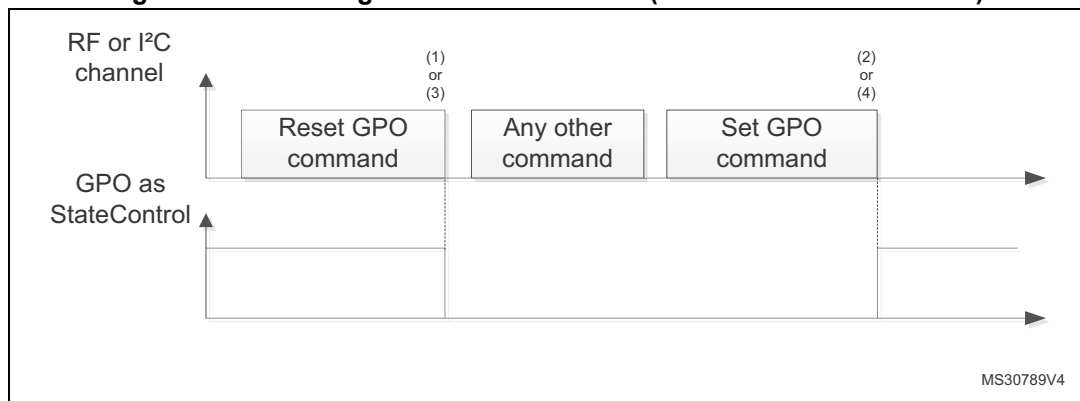 RF or I²C
channel
(1)
or
(3)
(2)
or
(4)
Reset GPO
command
Any other
command
Set GPO
command
GPO as
StateControl
MS30789V4